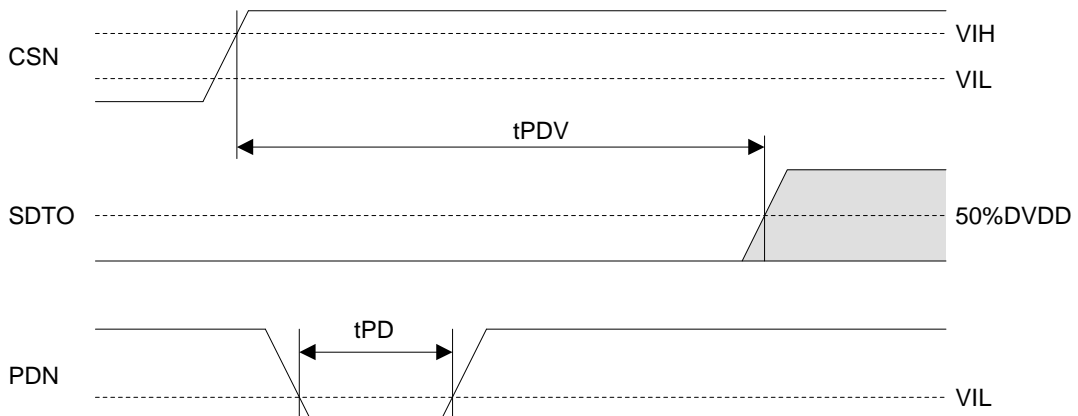 CSN
VIH
VIL
tPDV
SDTO
50%DVDD
tPD
PDN
VIL